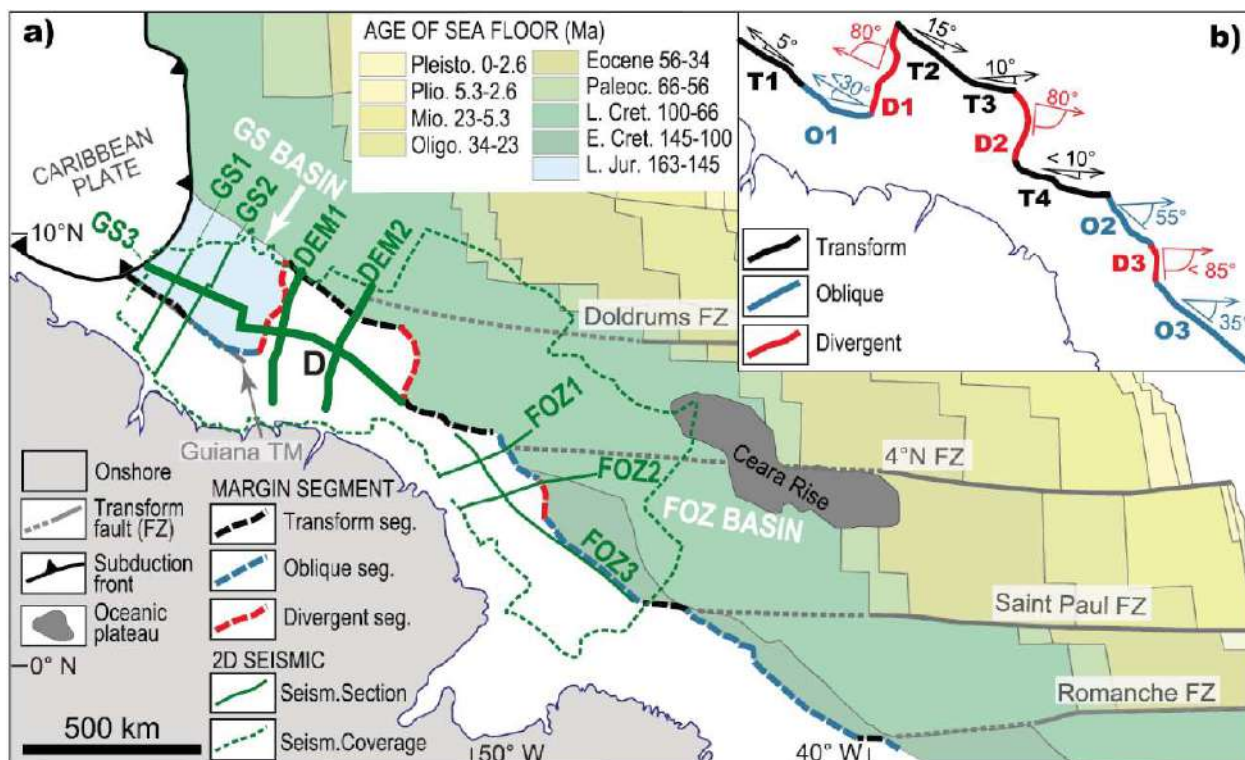 a)
AGE OF SEA FLOOR (Ma)
Pleisto. 0-2.6
Plio. 5.3-2.6
Mio. 23-5.3
Oligo. 34-23
Eocene 56-34
Paleoc. 66-56
L. Cret. 100-66
E. Cret. 145-100
L. Jur. 163-145
CARIBBEAN
PLATE
10°N
GS3
GS1
GS2
GS BASIN
DEM1
DEM2
D
Doldrums FZ
Guiana TM
FOZ1
FOZ2
FOZ3
FOZ BASIN
Ceara Rise
4°N FZ
Saint Paul FZ
Romanche FZ
Onshore
Transform
fault (FZ)
Subduction
front
Oceanic
plateau
MARGIN SEGMENT
Transform seg.
Oblique seg.
Divergent seg.
2D SEISMIC
Seism.Section
Seism.Coverage
0° N
500 km
50° W
40° W
b)
5°
T1
30°
O1
80°
D1
15°
T2
10°
T3
80°
D2
< 10°
T4
O2
55°
D3
< 85°
O3
35°
Transform
Oblique
Divergent